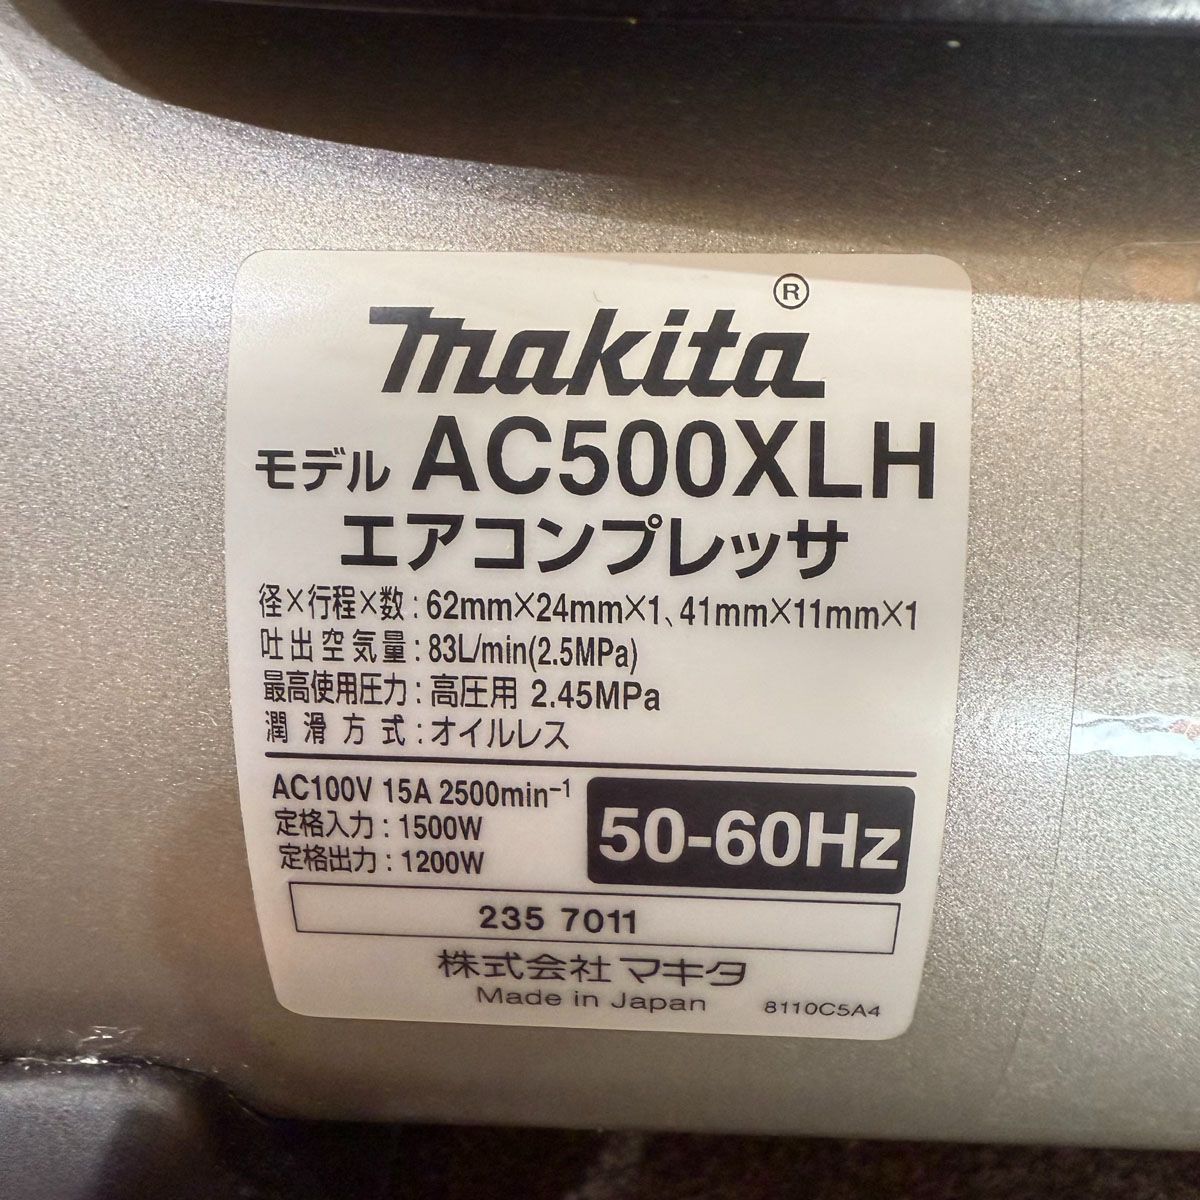 makita®
モデル AC500XLH
エアコンプレッサ
径×行程×数:62mm×24mm×1、41mm×11mm×1
吐出空気量:83L/min(2.5MPa)
最高使用圧力:高圧用 2.45MPa
潤滑方式:オイルレス
AC100V 15A 2500min⁻¹
定格入力:1500W
定格出力:1200W
50-60Hz
235 7011
株式会社マキタ
Made in Japan
8110C5A4